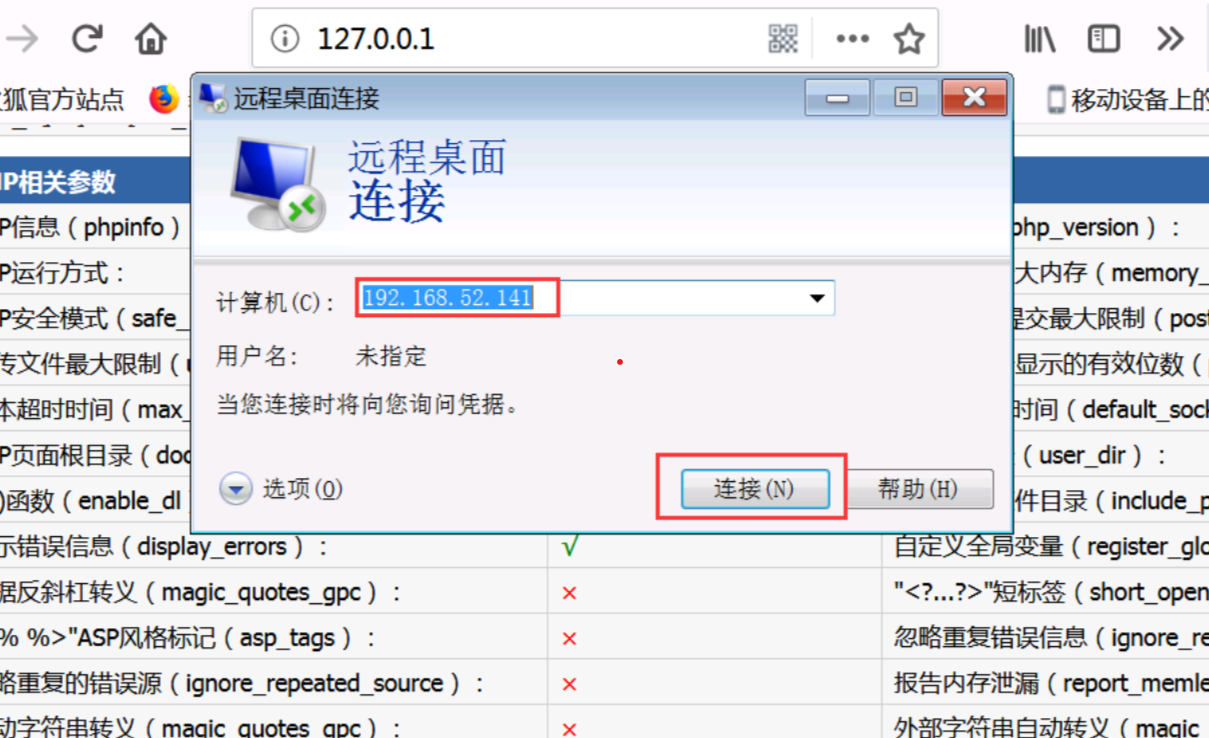 127.0.0.1
狐官方站点
移动设备上的
远程桌面连接
远程桌面
连接
计算机(C):
192.168.52.141
用户名:
未指定
当您连接时将向您询问凭据。
选项(O)
连接(N)
帮助(H)
HP相关参数
P信息（phpinfo）
php_version）：
P运行方式：
大内存（memory_
P安全模式（safe_
提交最大限制（post
传文件最大限制（u
显示的有效位数（
本超时时间（max_
时间（default_sock
P页面根目录（doc
（user_dir）：
)函数（enable_dl
件目录（include_p
示错误信息（display_errors）：
√
自定义全局变量（register_glo
据反斜杠转义（magic_quotes_gpc）：
×
"<?...?>"短标签（short_open
% %>"ASP风格标记（asp_tags）：
×
忽略重复错误信息（ignore_re
略重复的错误源（ignore_repeated_source）：
×
报告内存泄漏（report_memle
动字符串转义（magic_quotes_gpc）：
×
外部字符串自动转义（magic_